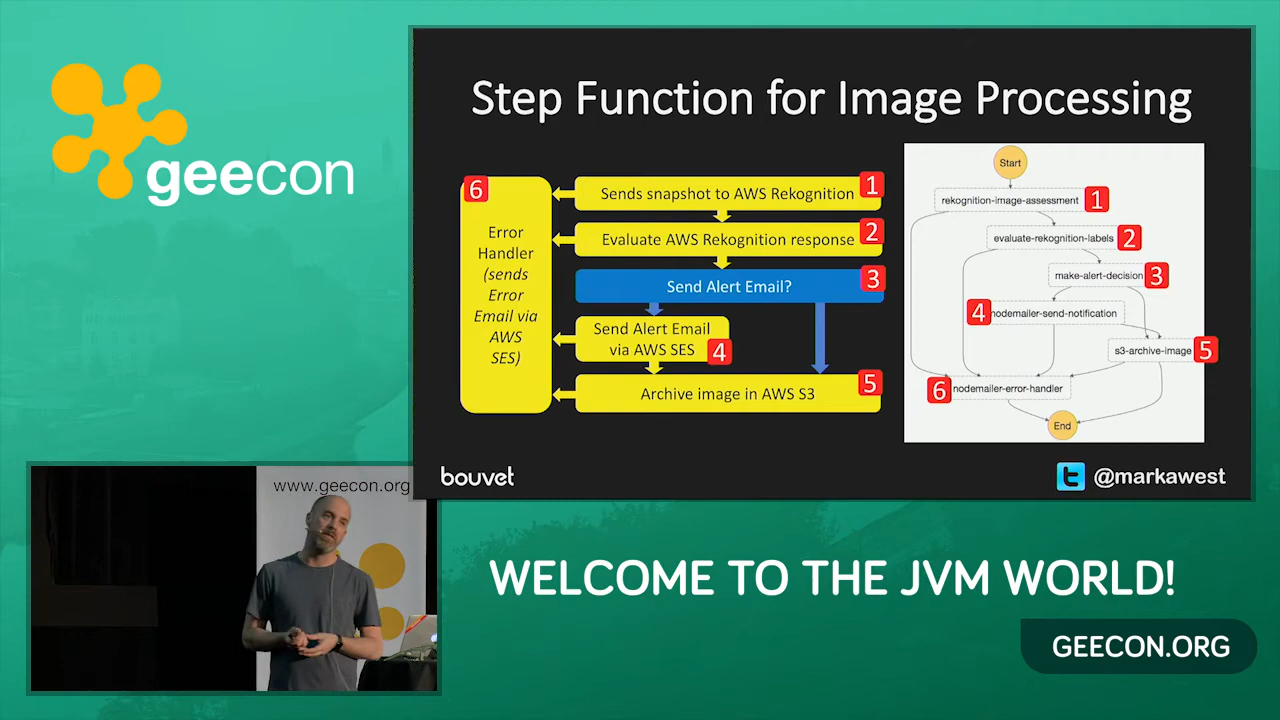 geecon
Step Function for Image Processing
6
Error
Handler
(sends
Error
Email via
AWS
SES)
Sends snapshot to AWS Rekognition
1
Evaluate AWS Rekognition response
2
Send Alert Email?
3
Send Alert Email
via AWS SES
4
Archive image in AWS S3
5
Start
rekognition-image-assessment
1
evaluate-rekognition-labels
2
make-alert-decision
3
4
nodemailer-send-notification
s3-archive-image
5
6
nodemailer-error-handler
End
bouvet
@markawest
www.geecon.org
WELCOME TO THE JVM WORLD!
GEECON.ORG